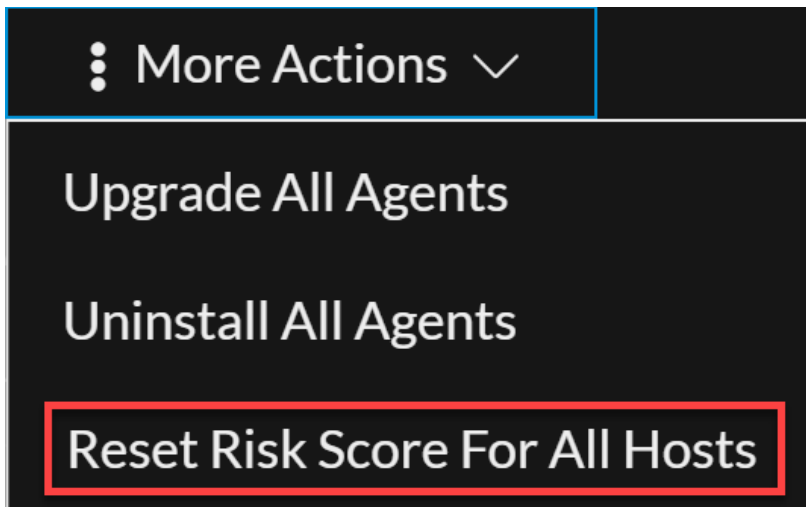 More Actions
Upgrade All Agents
Uninstall All Agents
Reset Risk Score For All Hosts